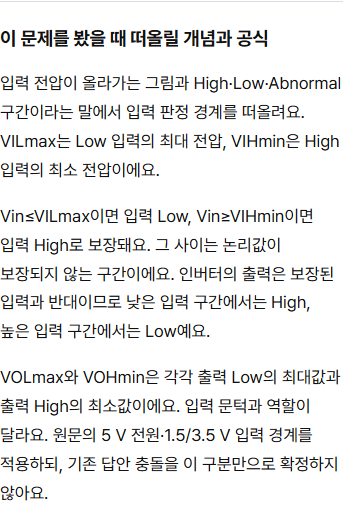 이 문제를 봤을 때 떠올릴 개념과 공식
입력 전압이 올라가는 그림과 High·Low·Abnormal
구간이라는 말에서 입력 판정 경계를 떠올려요.
VILmax는 Low 입력의 최대 전압, VIHmin은 High
입력의 최소 전압이에요.
Vin≤VILmax이면 입력 Low, Vin≥VIHmin이면
입력 High로 보장돼요. 그 사이는 논리값이
보장되지 않는 구간이에요. 인버터의 출력은 보장된
입력과 반대이므로 낮은 입력 구간에서는 High,
높은 입력 구간에서는 Low예요.
VOLmax와 VOHmin은 각각 출력 Low의 최대값과
출력 High의 최소값이에요. 입력 문턱과 역할이
달라요. 원문의 5 V 전원·1.5/3.5 V 입력 경계를
적용하되, 기존 답안 충돌을 이 구분만으로 확정하지
않아요.